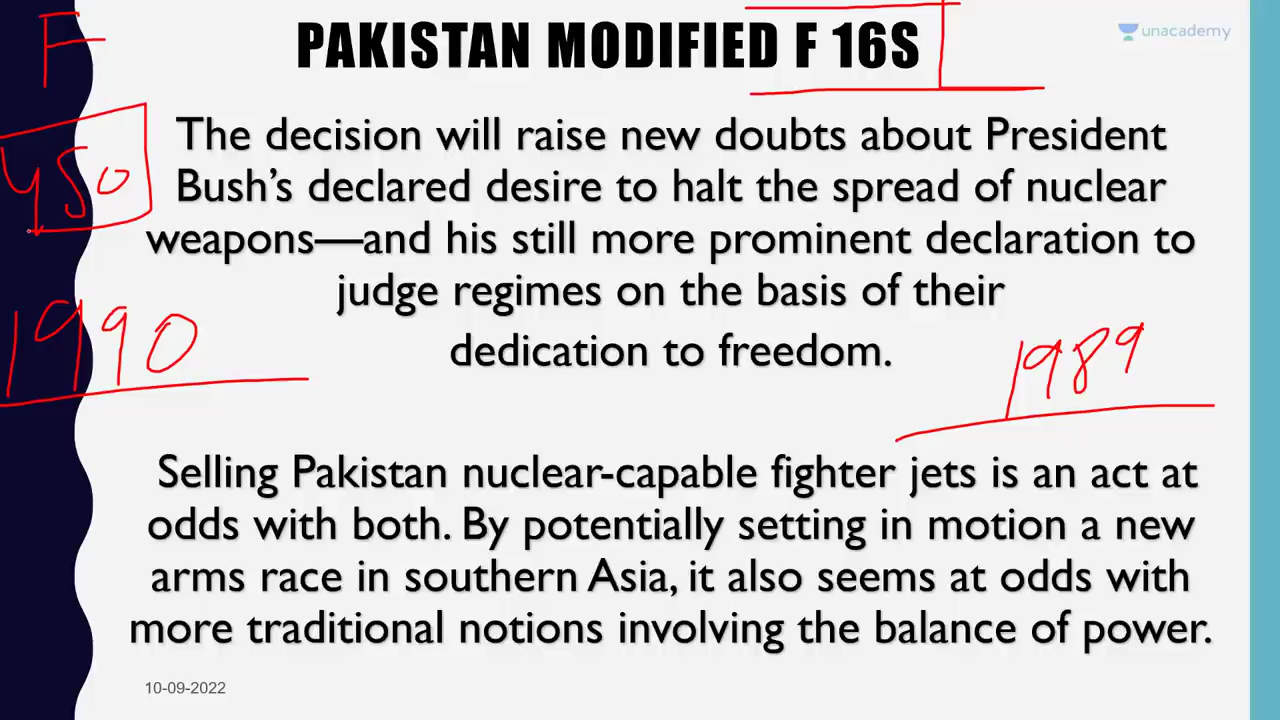 F
PAKISTAN MODIFIED F 16S
unacademy
450
The decision will raise new doubts about President
Bush's declared desire to halt the spread of nuclear
weapons—and his still more prominent declaration to
judge regimes on the basis of their
dedication to freedom.
1990
1989
Selling Pakistan nuclear-capable fighter jets is an act at
odds with both. By potentially setting in motion a new
arms race in southern Asia, it also seems at odds with
more traditional notions involving the balance of power.
10-09-2022